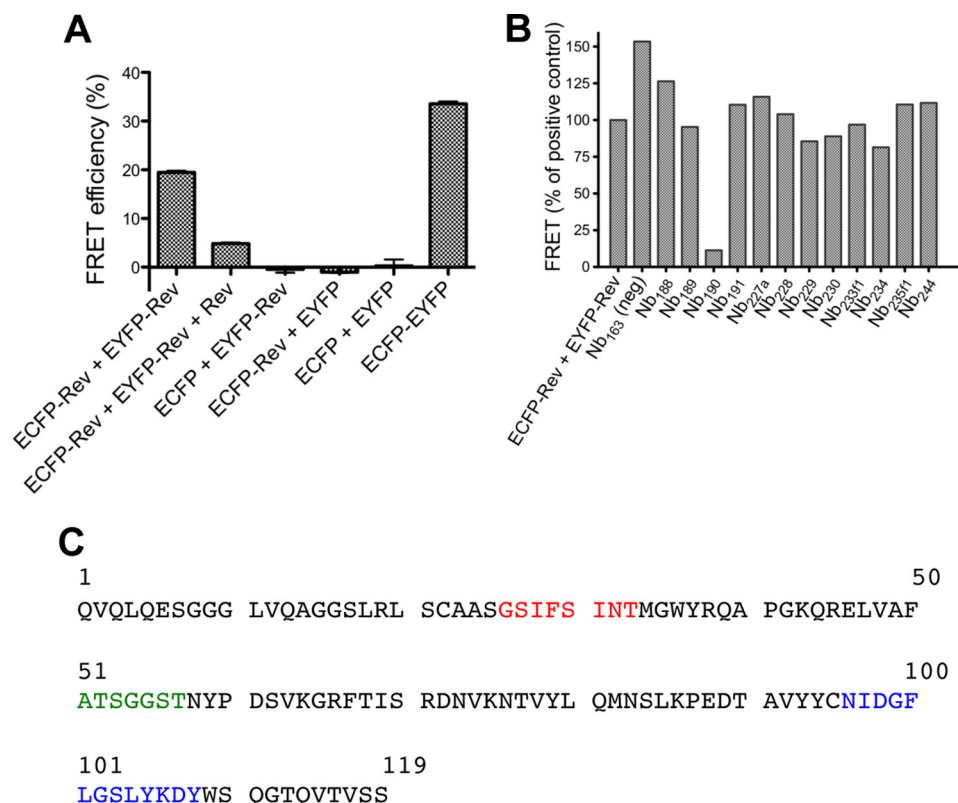 A
FRET efficiency (%)
40
30
20
10
0
ECFP-Rev + EYFP-Rev
ECFP-Rev + EYFP-Rev + Rev
ECFP + EYFP-Rev
ECFP-Rev + EYFP
ECFP + EYFP
ECFP-EYFP
B
FRET (% of positive control)
150
125
100
75
50
25
0
ECFP-Rev + EYFP-Rev
Nb163 (neg)
Nb188
Nb189
Nb190
Nb191
Nb227a
Nb228
Nb229
Nb230
Nb233f1
Nb234
Nb235f1
Nb244
C
1 50
QVQLQESGGG LVQAGGSLRL SCAASGSIFS INTMGWYRQA PGKQRELVAF
51 100
ATSGGSTNYP DSVKGRFTIS RDNVKNTVYL QMNSLKPEDT AVYYCNIDGF
101 119
LGSLYKDYWS OGTOVTVSS